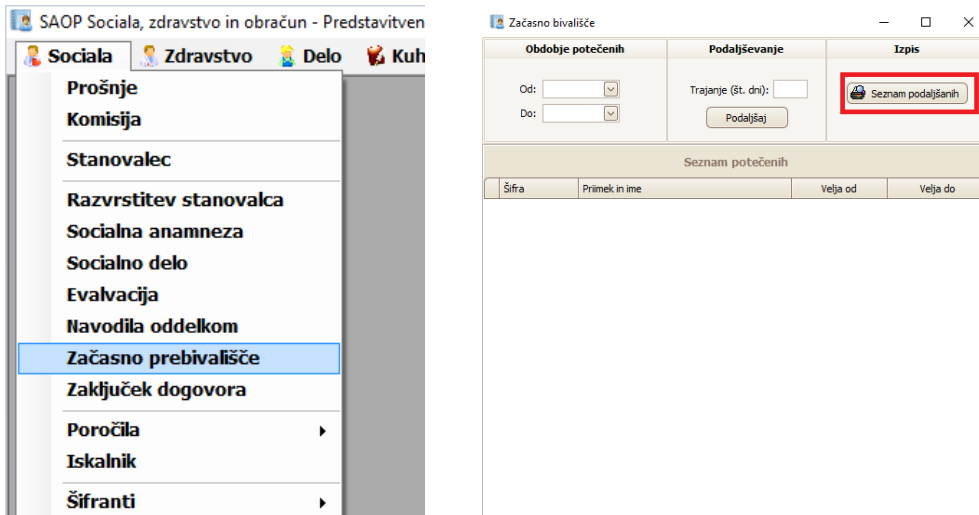 SAOP Sociala, zdravstvo in obračun - Predstavitven
Sociala Zdravstvo Delo Kuh
Prošnje
Komisija
Stanovalec
Razvrstitev stanovalca
Socialna anamneza
Socialno delo
Evalvacija
Navodila oddelkom
Začasno prebivališče
Zaključek dogovora
Poročila
Iskalnik
Šifranti
Začasno bivališče
Obdobje potečenih Podaljševanje Izpis
Od: Trajanje (št. dni): Seznam podaljšanih
Do: Podaljšaj
Seznam potečenih
Šifra Priimek in ime Velja od Velja do